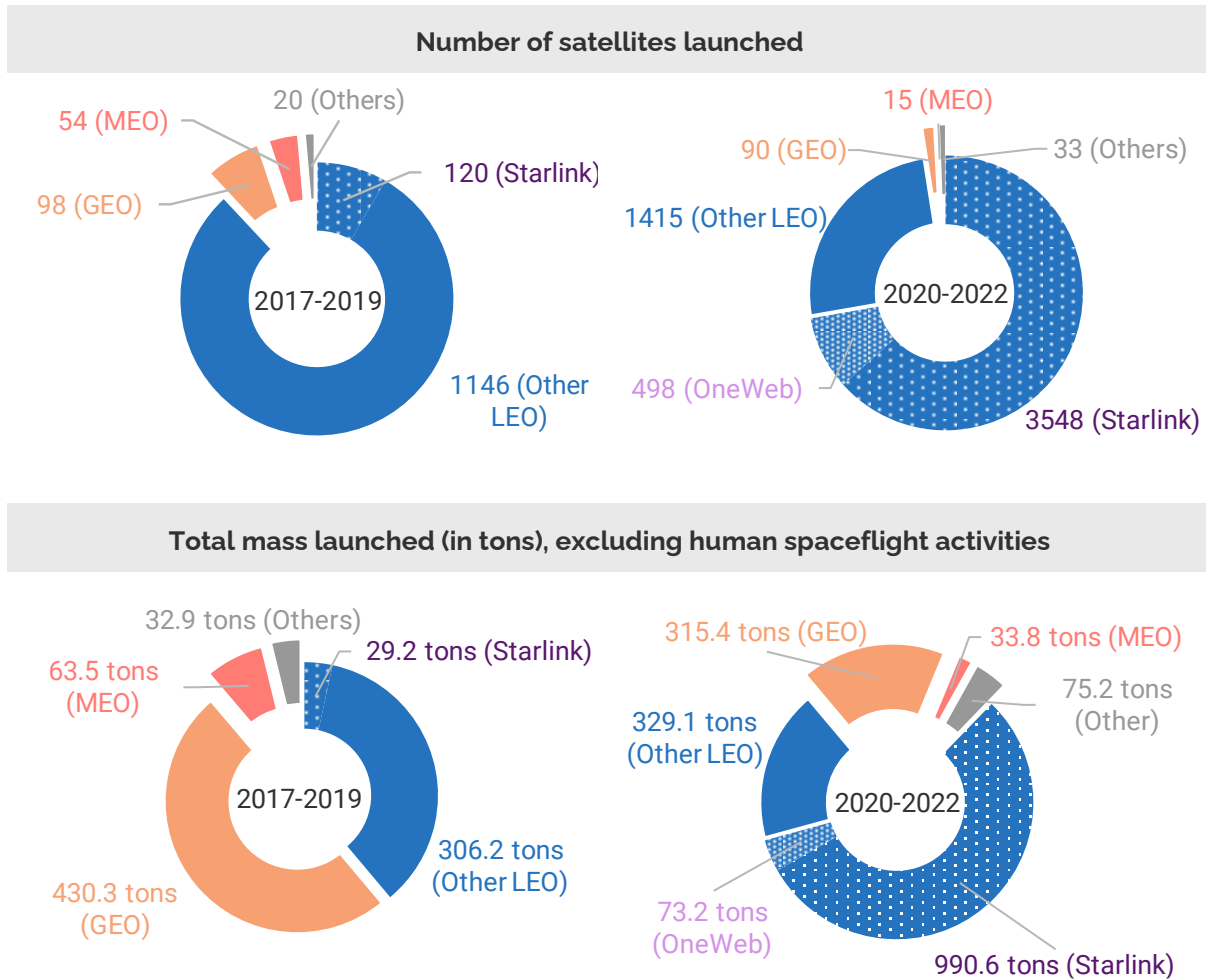 Number of satellites launched
20 (Others)
54 (MEO)
98 (GEO)
120 (Starlink)
2017-2019
1146 (Other
LEO)
15 (MEO)
90 (GEO)
33 (Others)
1415 (Other LEO)
2020-2022
498 (OneWeb)
3548 (Starlink)
Total mass launched (in tons), excluding human spaceflight activities
32.9 tons (Others)
29.2 tons (Starlink)
63.5 tons
(MEO)
2017-2019
306.2 tons
(Other LEO)
430.3 tons
(GEO)
315.4 tons (GEO)
33.8 tons (MEO)
75.2 tons
(Other)
329.1 tons
(Other LEO)
2020-2022
73.2 tons
(OneWeb)
990.6 tons (Starlink)